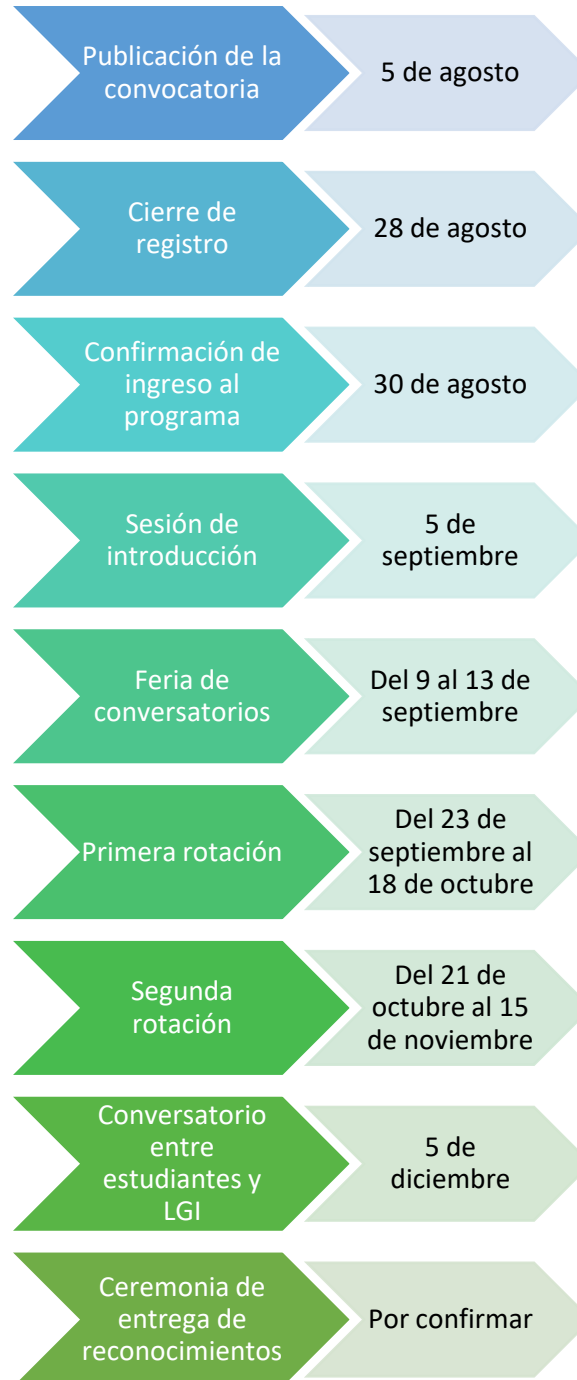 Publicación de la
convocatoria
5 de agosto
Cierre de
registro
28 de agosto
Confirmación de
ingreso al
programa
30 de agosto
Sesión de
introducción
5 de
septiembre
Feria de
conversatorios
Del 9 al 13 de
septiembre
Primera rotación
Del 23 de
septiembre al
18 de octubre
Segunda
rotación
Del 21 de
octubre al 15
de noviembre
Conversatorio
entre
estudiantes y
LGI
5 de
diciembre
Ceremonia de
entrega de
reconocimientos
Por confirmar